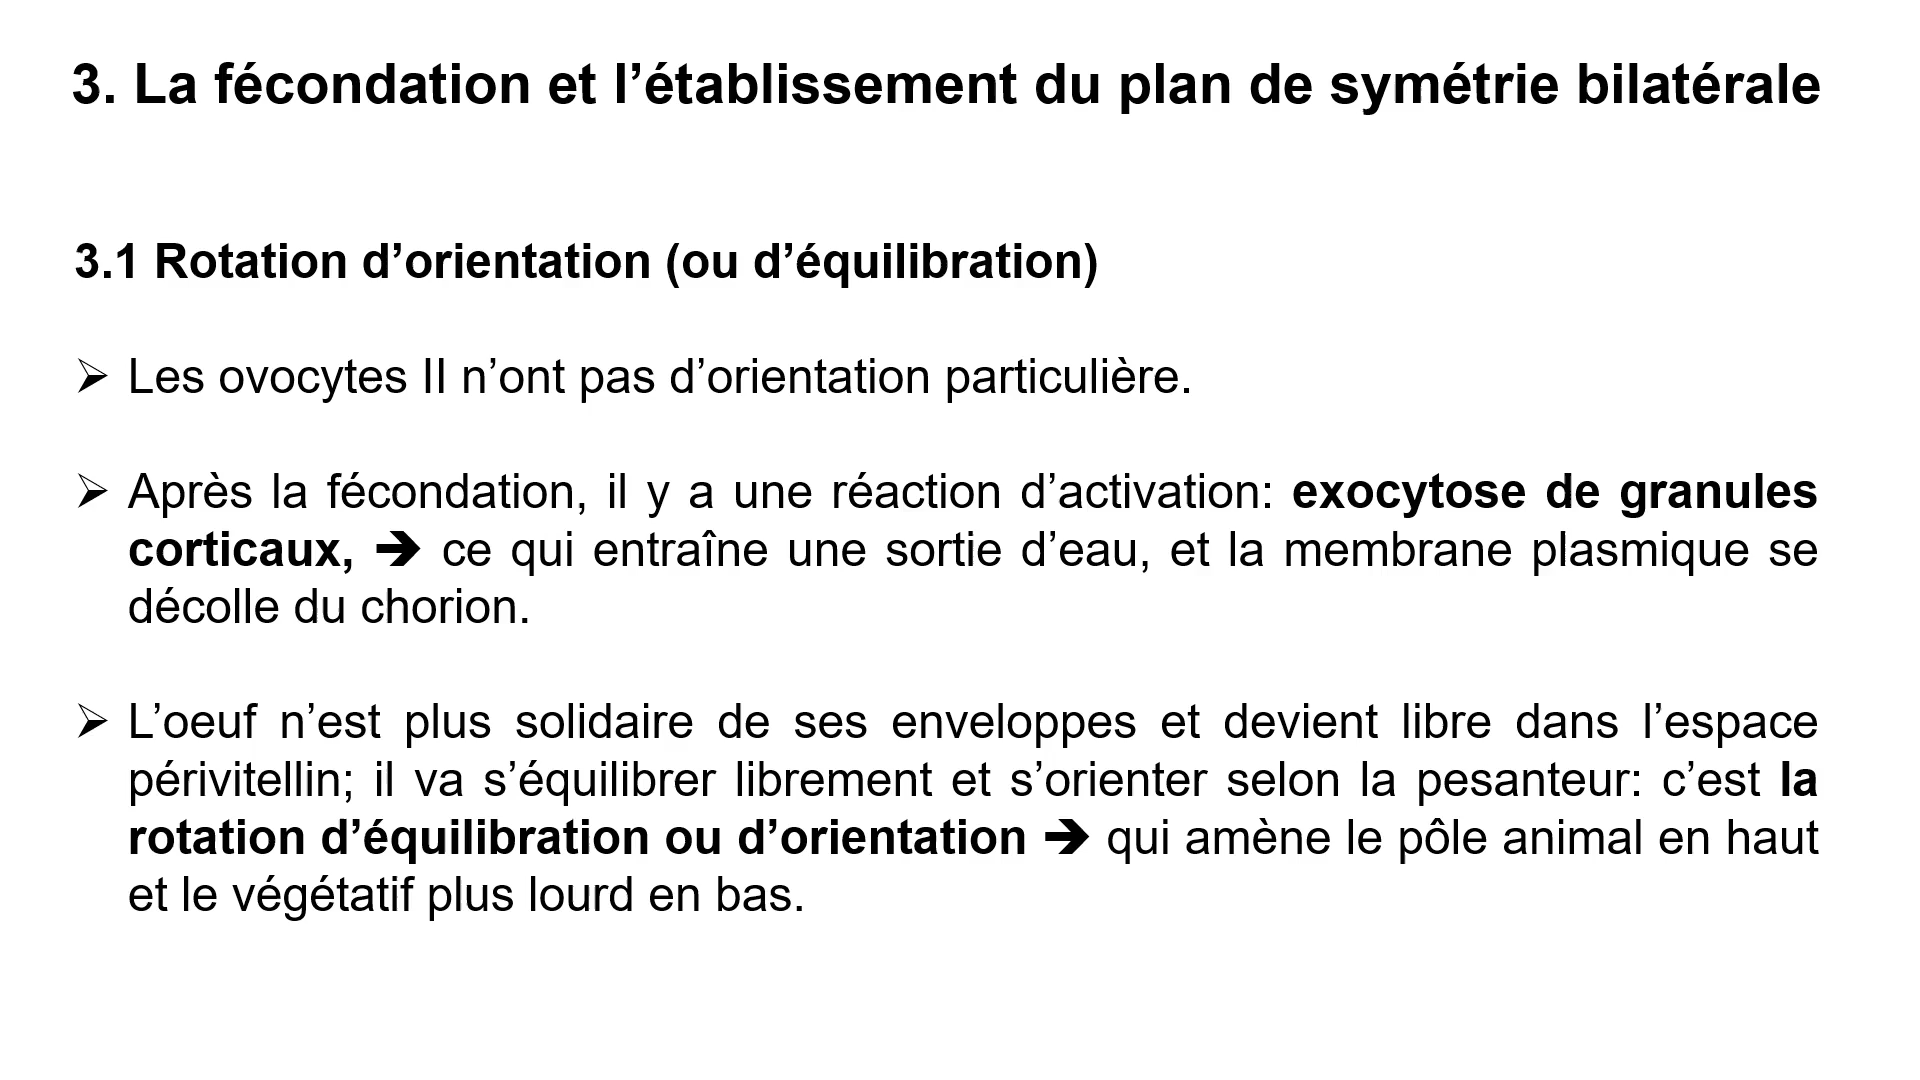 3. La fécondation et l’établissement du plan de symétrie bilatérale
3.1 Rotation d’orientation (ou d’équilibration)
➢ Les ovocytes II n’ont pas d’orientation particulière.
➢ Après la fécondation, il y a une réaction d’activation: exocytose de granules
corticaux, ➔ ce qui entraîne une sortie d’eau, et la membrane plasmique se
décolle du chorion.
➢ L’oeuf n’est plus solidaire de ses enveloppes et devient libre dans l’espace
périvitellin; il va s’équilibrer librement et s’orienter selon la pesanteur: c’est la
rotation d’équilibration ou d’orientation ➔ qui amène le pôle animal en haut
et le végétatif plus lourd en bas.